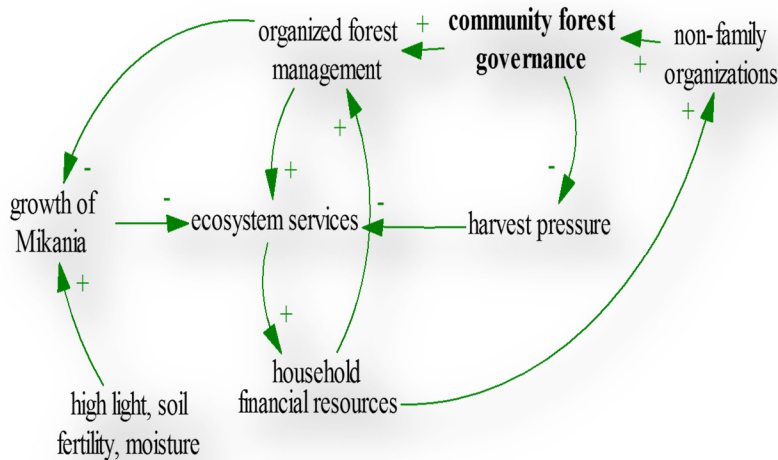 organized forest
management
community forest
governance
non-family
organizations
growth of
Mikania
ecosystem services
harvest pressure
household
financial resources
high light, soil
fertility, moisture
+
+
+
+
-
-
-
-
+
+
+